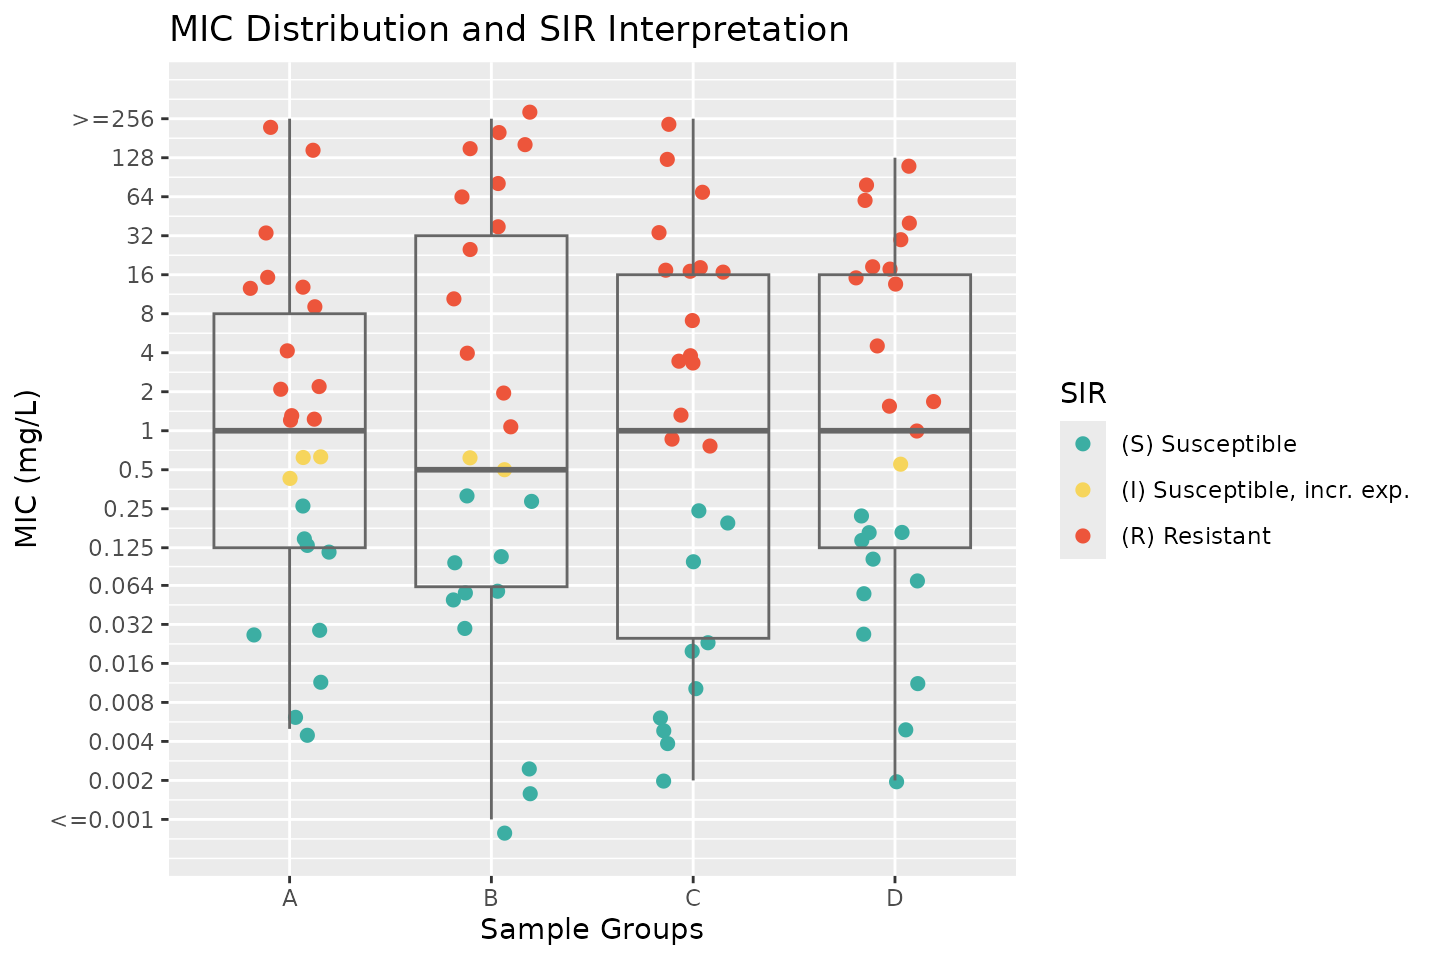 MIC Distribution and SIR Interpretation
MIC (mg/L)
>=256
128
64
32
16
8
4
2
1
0.5
0.25
0.125
0.064
0.032
0.016
0.008
0.004
0.002
<=0.001
A B C D
Sample Groups
SIR
(S) Susceptible
(I) Susceptible, incr. exp.
(R) Resistant